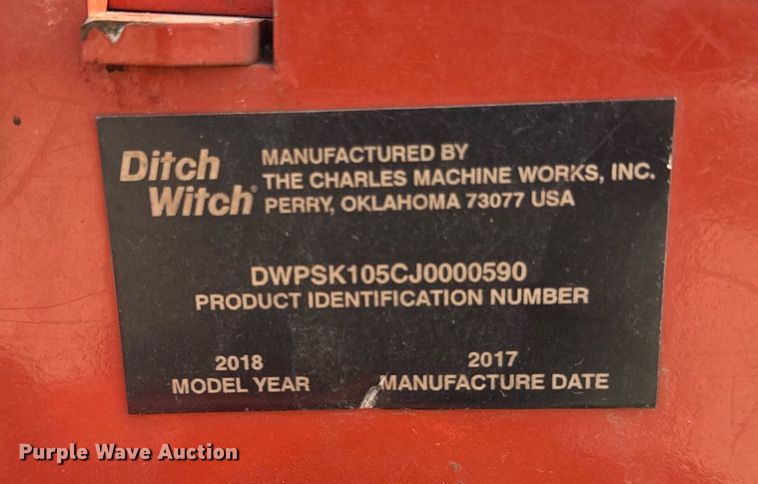 Ditch Witch®
MANUFACTURED BY
THE CHARLES MACHINE WORKS, INC.
PERRY, OKLAHOMA 73077 USA
DWPSK105CJ0000590
PRODUCT IDENTIFICATION NUMBER
2018
MODEL YEAR
2017
MANUFACTURE DATE
Purple Wave Auction